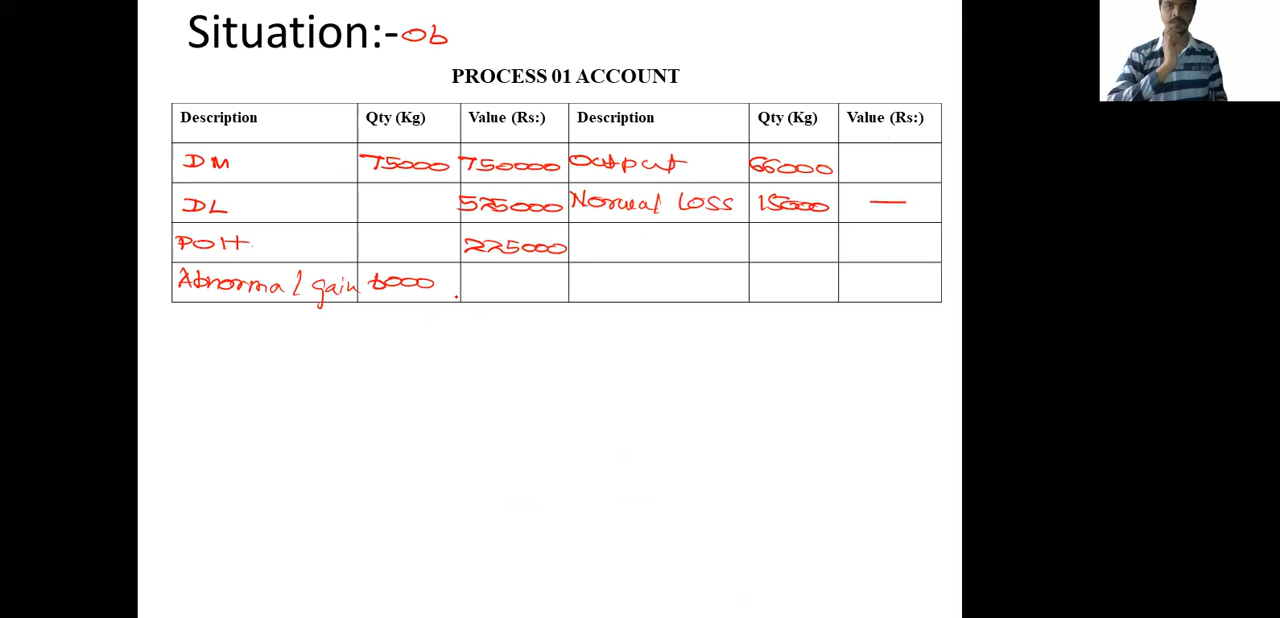 Situation:-06
PROCESS 01 ACCOUNT
Description Qty (Kg) Value (Rs:) Description Qty (Kg) Value (Rs:)
DM 75000 750000 Output 66000
DL 525000 Normal Loss 15000 —
POH 225000
Abnormal gain 6000